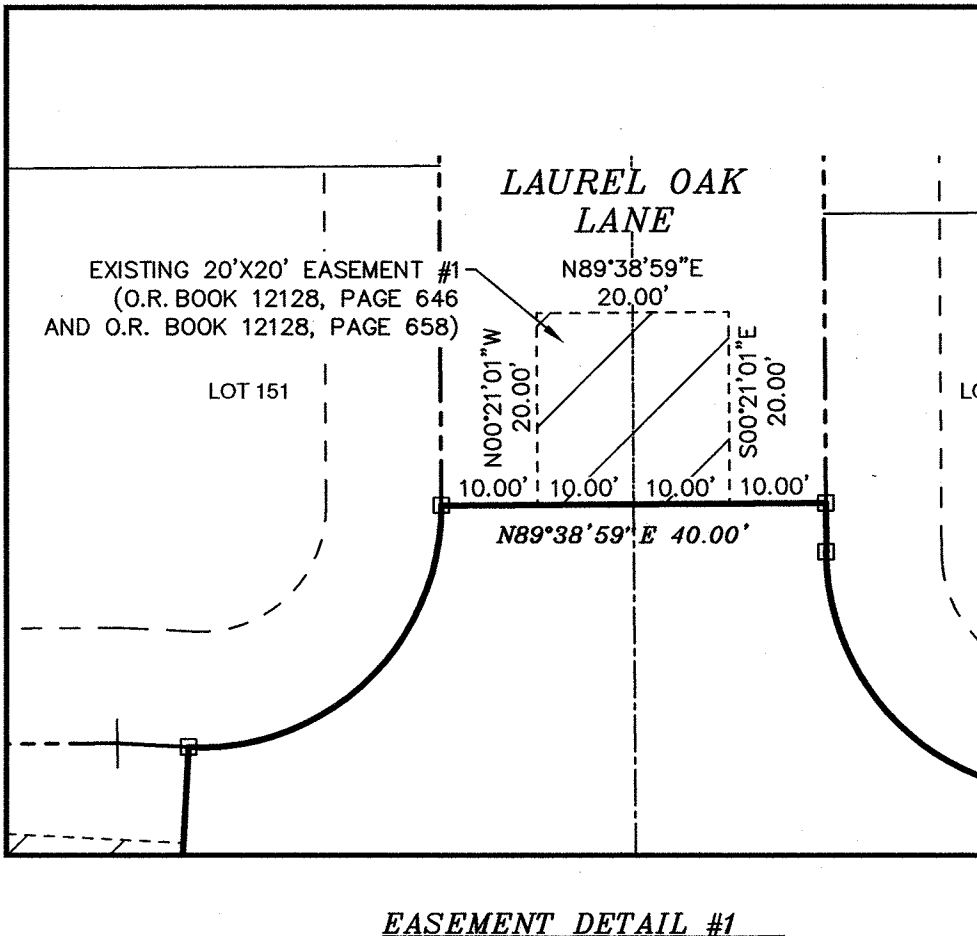 LAUREL OAK
LANE
EXISTING 20'X20' EASEMENT #1
(O.R. BOOK 12128, PAGE 646
AND O.R. BOOK 12128, PAGE 658)
N89°38'59"E
20.00'
LOT 151
N00°21'01"W
20.00'
S00°21'01"E
20.00'
10.00' 10.00' 10.00' 10.00'
N89°38'59"E 40.00'
EASEMENT DETAIL #1